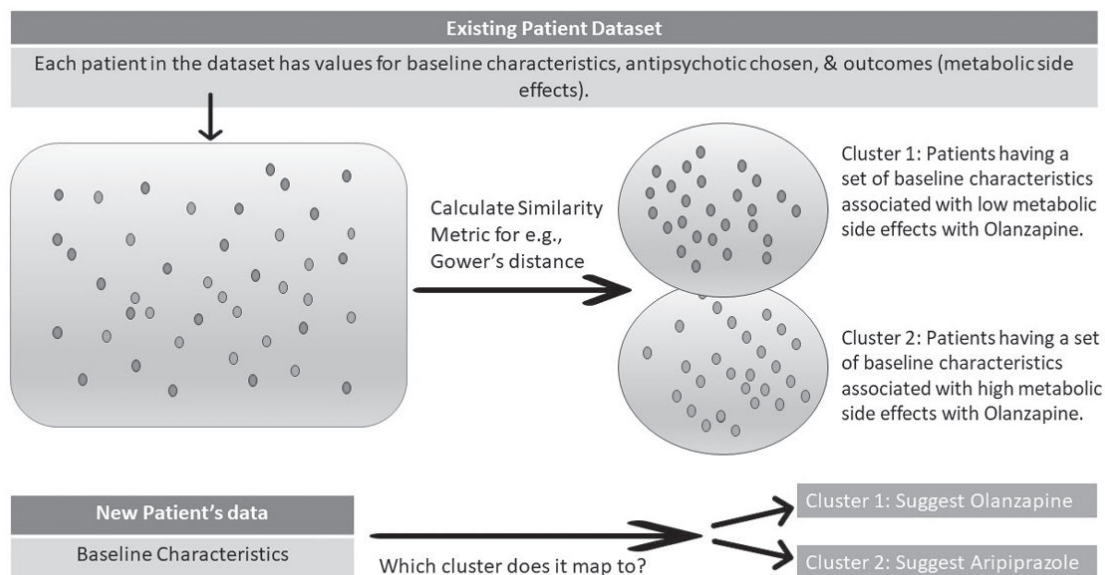 Existing Patient Dataset
Each patient in the dataset has values for baseline characteristics, antipsychotic chosen, & outcomes (metabolic side
effects).
Calculate Similarity
Metric for e.g.,
Gower's distance
Cluster 1: Patients having a
set of baseline characteristics
associated with low metabolic
side effects with Olanzapine.
Cluster 2: Patients having a set
of baseline characteristics
associated with high metabolic
side effects with Olanzapine.
New Patient's data
Baseline Characteristics
Which cluster does it map to?
Cluster 1: Suggest Olanzapine
Cluster 2: Suggest Aripiprazole